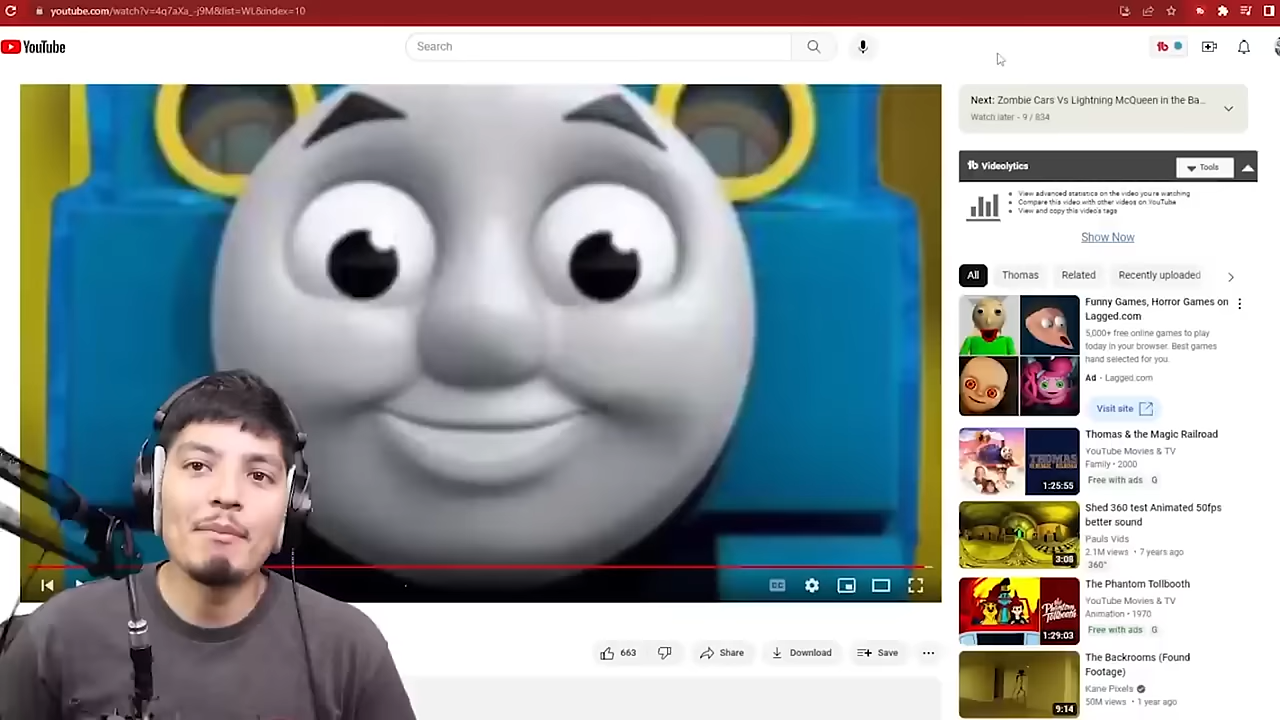 youtube.com/watch?v=4q7aXa_-j9M&list=WL&index=10
YouTube
Search
Next: Zombie Cars Vs Lightning McQueen in the Ba...
Watch later - 9 / 834
tb Videolytics
Tools
View advanced statistics on the video you're watching
Compare this video with other videos on YouTube
View and copy this video's tags
Show Now
All
Thomas
Related
Recently uploaded
Funny Games, Horror Games on
Lagged.com
5,000+ free online games to play
today in your browser. Best games
hand selected for you.
Ad - Lagged.com
Visit site
Thomas & the Magic Railroad
YouTube Movies & TV
Family • 2000
Free with ads G
THOMAS
1:25:55
Shed 360 test Animated 50fps
better sound
Pauls Vids
2.1M views • 7 years ago
360°
3:08
The Phantom Tollbooth
YouTube Movies & TV
Animation • 1970
Free with ads G
The Phantom
Tollbooth
1:29:03
The Backrooms (Found
Footage)
Kane Pixels
50M views • 1 year ago
9:14
CC
663
Share
Download
Save